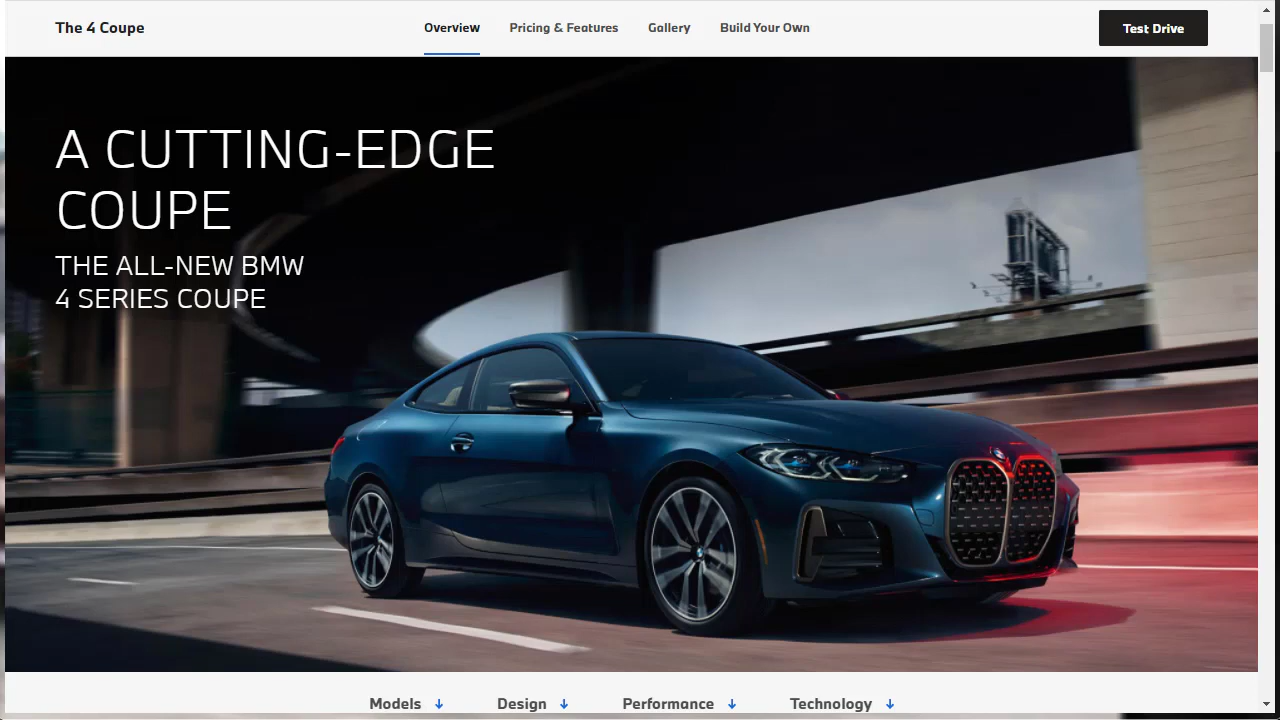 The 4 Coupe
Overview
Pricing & Features
Gallery
Build Your Own
Test Drive
A CUTTING-EDGE
COUPE
THE ALL-NEW BMW
4 SERIES COUPE
Models
Design
Performance
Technology